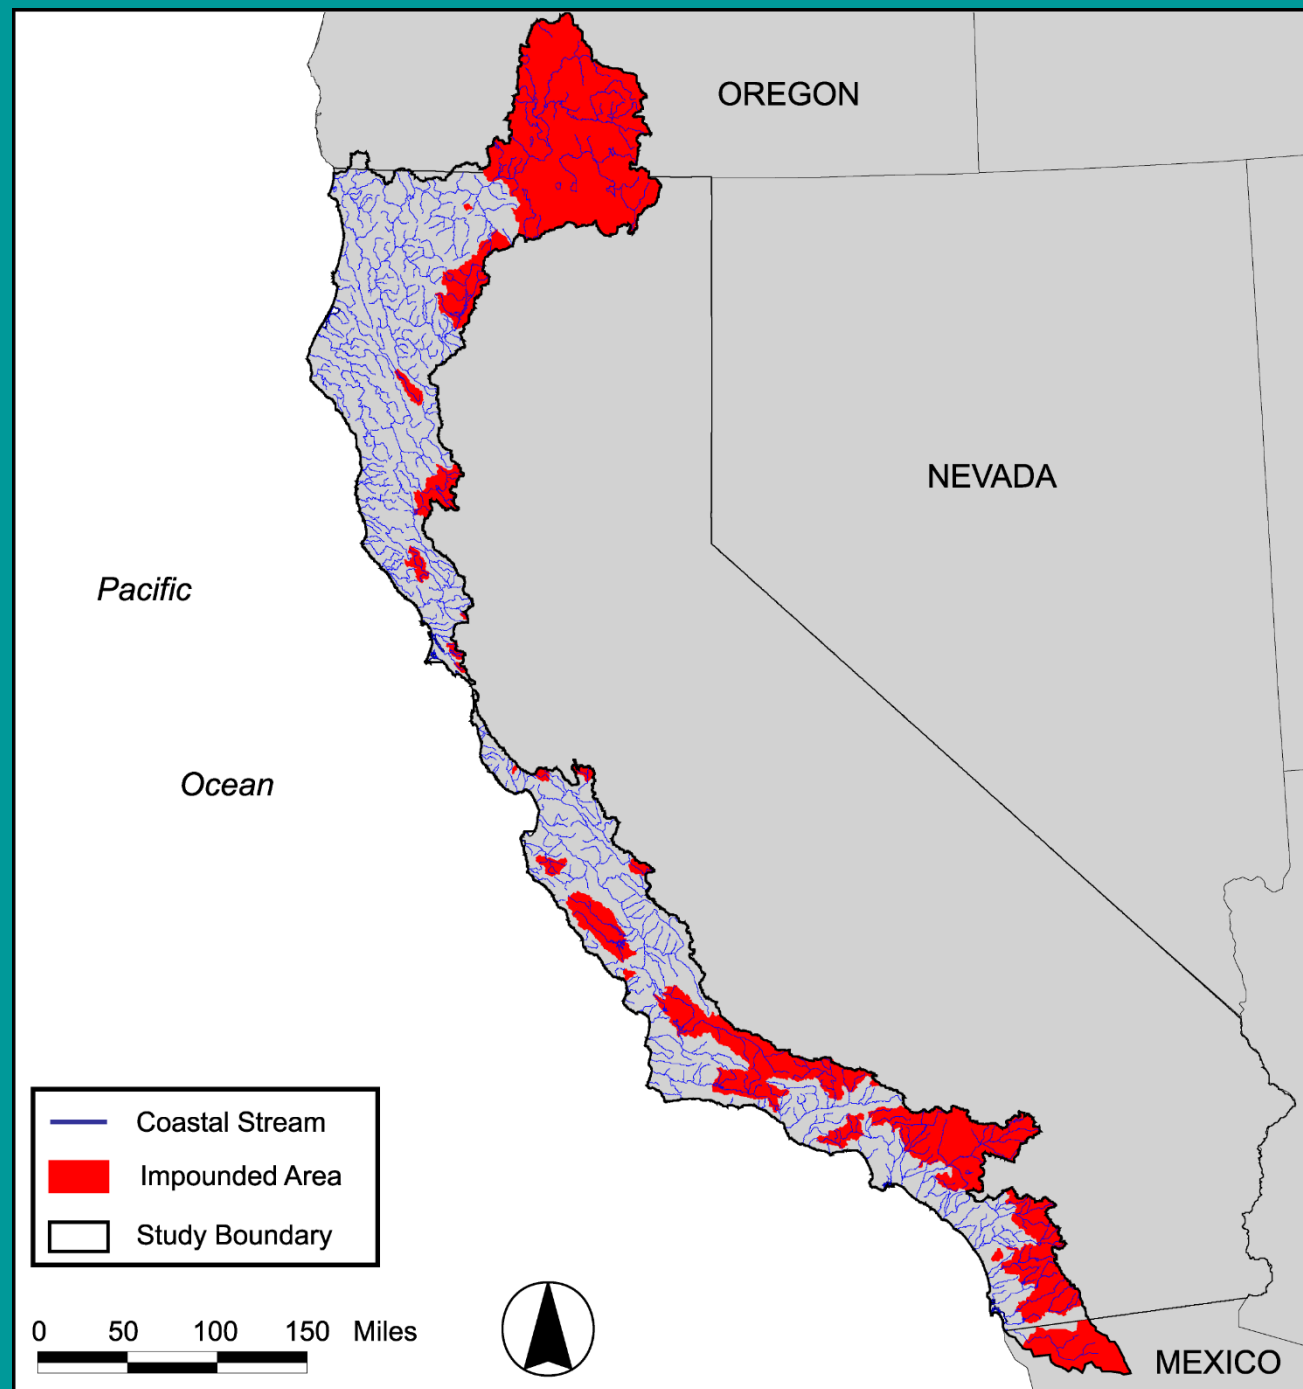 OREGON
NEVADA
Pacific
Ocean
Coastal Stream
Impounded Area
Study Boundary
0 50 100 150 Miles
MEXICO